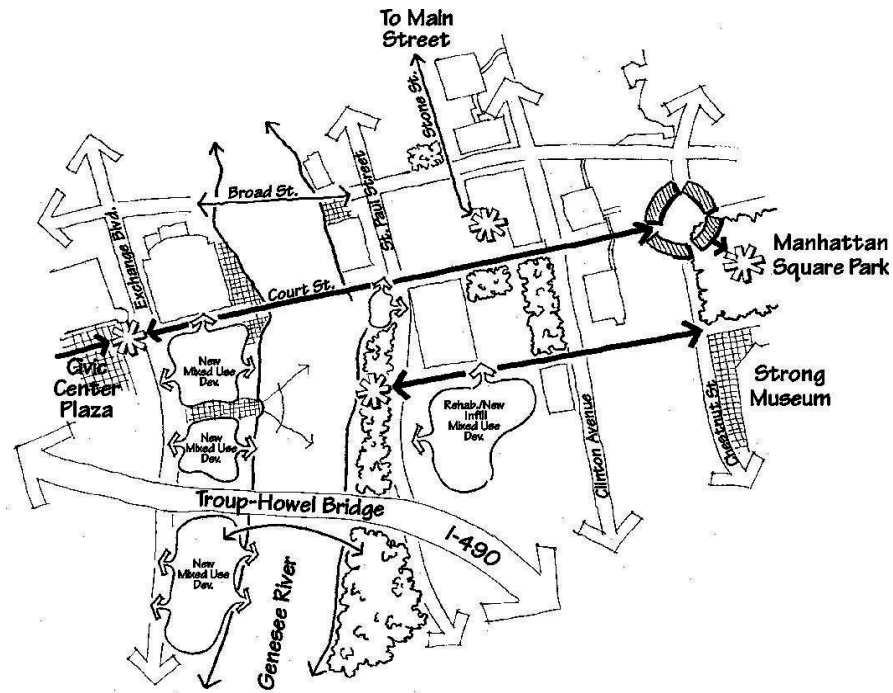 To Main
Street
Stone St.
Broad St.
St. Paul Street
Exchange Blvd.
Court St.
Manhattan
Square Park
Civic
Center
Plaza
New
Mixed Use
Dev.
New
Mixed Use
Dev.
Rehab./New
Infill
Mixed Use
Dev.
Clinton Avenue
Chestnut St.
Strong
Museum
Troup-Howel Bridge
I-490
New
Mixed Use
Dev.
Genesee River